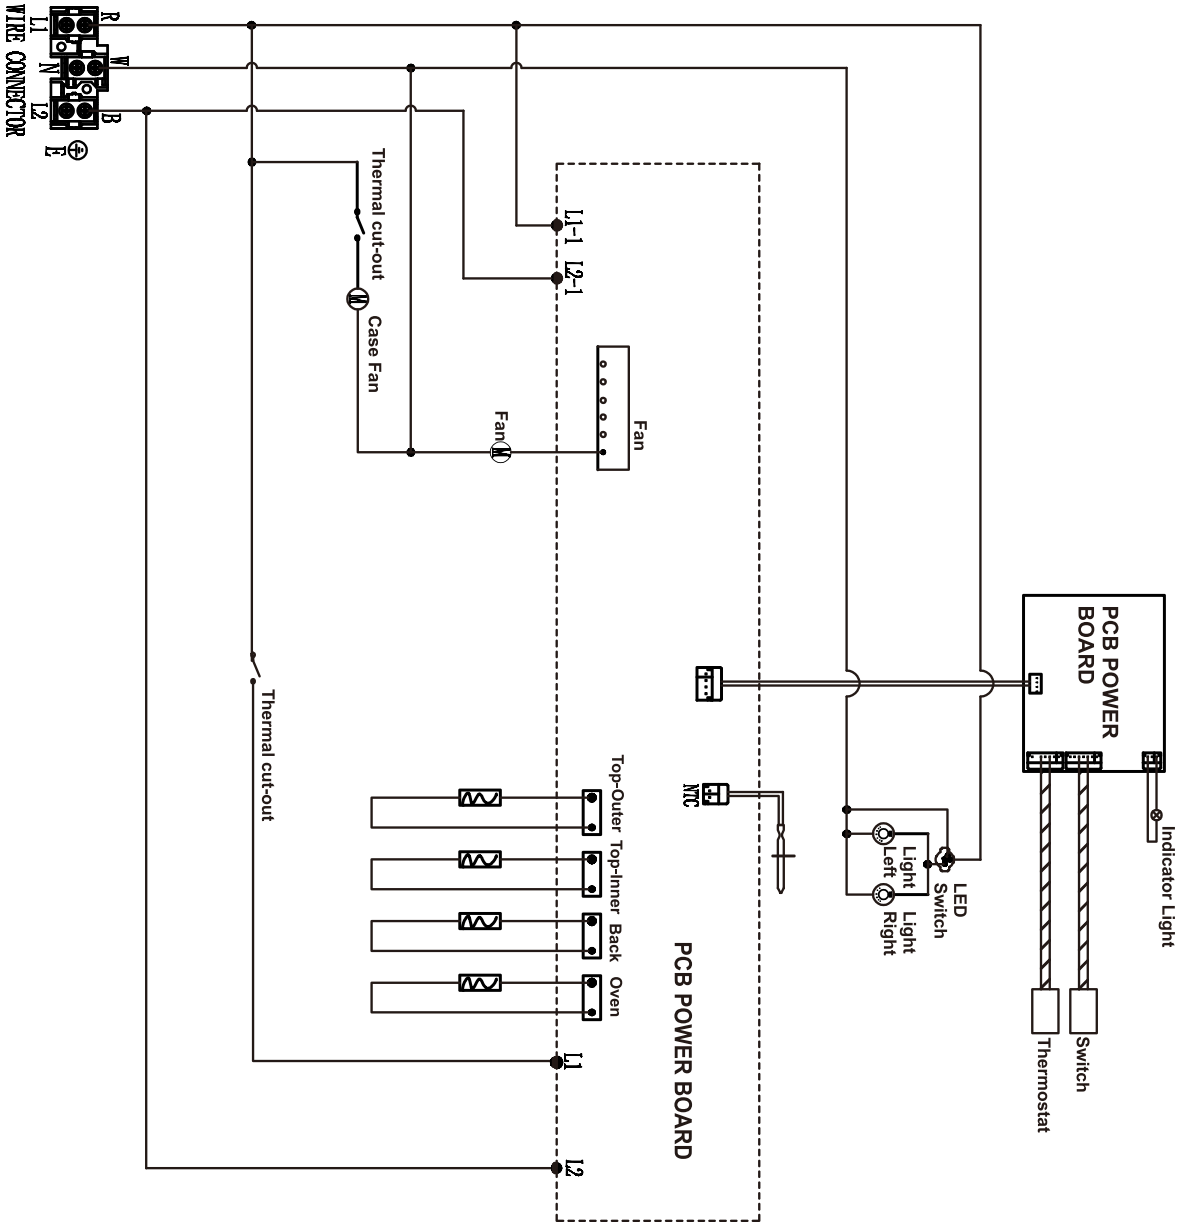 WIRE CONNECTOR
L1
R
N
W
L2
B
E
Thermal cut-out
Case Fan
L1-1
L2-1
Fan
Fan
Thermal cut-out
Top-Outer
Top-Inner
Back
Oven
L1
L2
NTC
PCB POWER BOARD
PCB POWER
BOARD
Light
Left
Light
Right
LED
Switch
Indicator Light
Switch
Thermostat
M
M